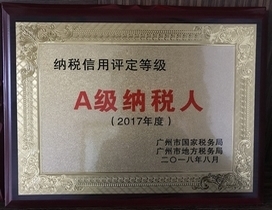 纳税信用评定等级
A级纳税人
(2017年度)
广州市国家税务局
广州市地方税务局
二〇一八年八月